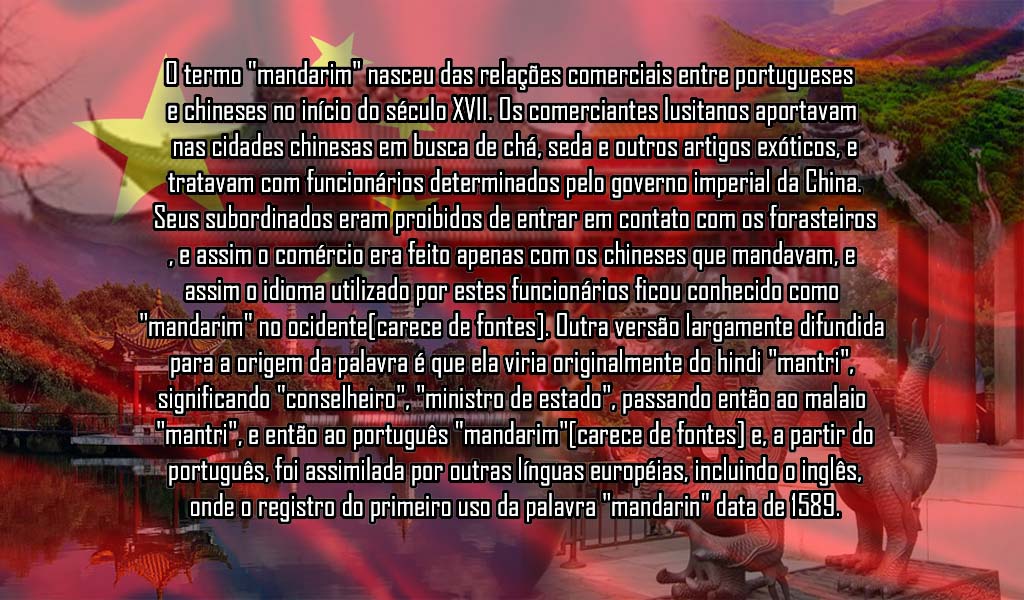 O termo "mandarim" nasceu das relações comerciais entre portugueses
e chineses no início do século XVII. Os comerciantes lusitanos aportavam
nas cidades chinesas em busca de chá, seda e outros artigos exóticos, e
tratavam com funcionários determinados pelo governo imperial da China.
Seus subordinados eram proibidos de entrar em contato com os forasteiros
, e assim o comércio era feito apenas com os chineses que mandavam, e
assim o idioma utilizado por estes funcionários ficou conhecido como
"mandarim" no ocidente[carece de fontes]. Outra versão largamente difundida
para a origem da palavra é que ela viria originalmente do hindi "mantri",
significando "conselheiro", "ministro de estado", passando então ao malaio
"mantri", e então ao português "mandarim"[carece de fontes] e, a partir do
português, foi assimilada por outras línguas européias, incluindo o inglês,
onde o registro do primeiro uso da palavra "mandarin" data de 1589.